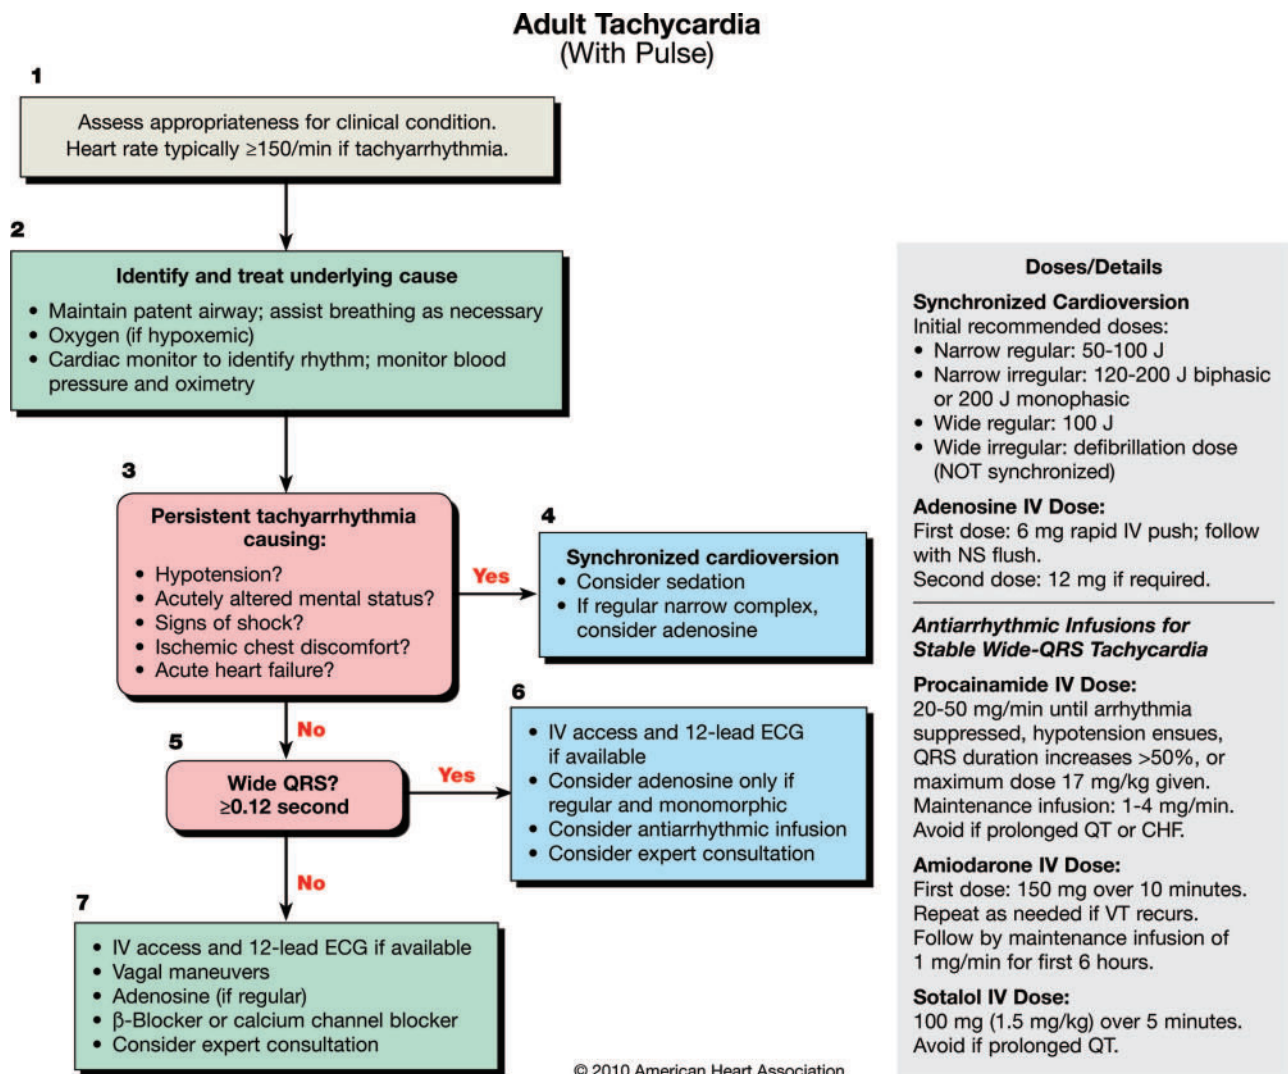 Adult Tachycardia
(With Pulse)
1
Assess appropriateness for clinical condition.
Heart rate typically ≥150/min if tachyarrhythmia.
2
Identify and treat underlying cause
• Maintain patent airway; assist breathing as necessary
• Oxygen (if hypoxemic)
• Cardiac monitor to identify rhythm; monitor blood
pressure and oximetry
3
Persistent tachyarrhythmia
causing:
• Hypotension?
• Acutely altered mental status?
• Signs of shock?
• Ischemic chest discomfort?
• Acute heart failure?
Yes
4
Synchronized cardioversion
• Consider sedation
• If regular narrow complex,
consider adenosine
No
5
Wide QRS?
≥0.12 second
Yes
6
• IV access and 12-lead ECG
if available
• Consider adenosine only if
regular and monomorphic
• Consider antiarrhythmic infusion
• Consider expert consultation
No
7
• IV access and 12-lead ECG if available
• Vagal maneuvers
• Adenosine (if regular)
• β-Blocker or calcium channel blocker
• Consider expert consultation
Doses/Details
Synchronized Cardioversion
Initial recommended doses:
• Narrow regular: 50-100 J
• Narrow irregular: 120-200 J biphasic
or 200 J monophasic
• Wide regular: 100 J
• Wide irregular: defibrillation dose
(NOT synchronized)
Adenosine IV Dose:
First dose: 6 mg rapid IV push; follow
with NS flush.
Second dose: 12 mg if required.
Antiarrhythmic Infusions for
Stable Wide-QRS Tachycardia
Procainamide IV Dose:
20-50 mg/min until arrhythmia
suppressed, hypotension ensues,
QRS duration increases >50%, or
maximum dose 17 mg/kg given.
Maintenance infusion: 1-4 mg/min.
Avoid if prolonged QT or CHF.
Amiodarone IV Dose:
First dose: 150 mg over 10 minutes.
Repeat as needed if VT recurs.
Follow by maintenance infusion of
1 mg/min for first 6 hours.
Sotalol IV Dose:
100 mg (1.5 mg/kg) over 5 minutes.
Avoid if prolonged QT.
© 2010 American Heart Association